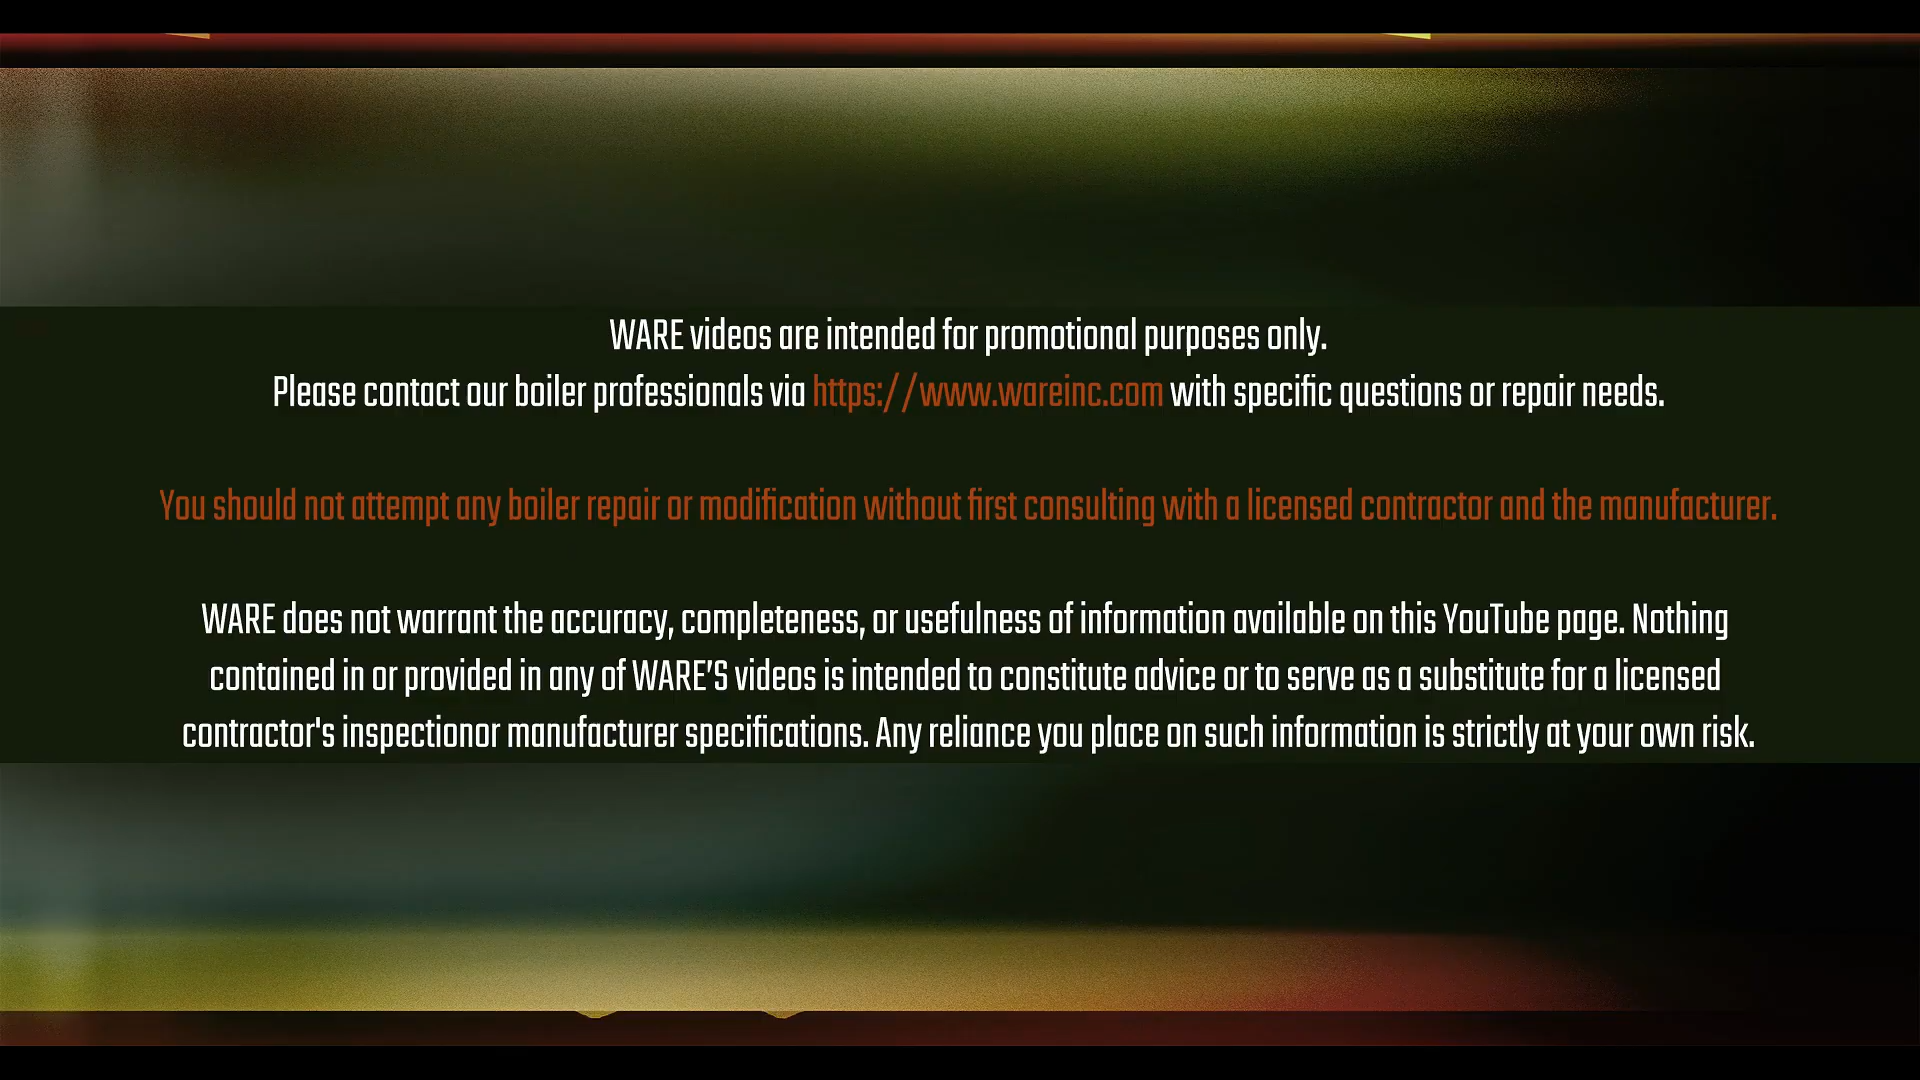 WARE videos are intended for promotional purposes only.
Please contact our boiler professionals via https://www.wareinc.com with specific questions or repair needs.
You should not attempt any boiler repair or modification without first consulting with a licensed contractor and the manufacturer.
WARE does not warrant the accuracy, completeness, or usefulness of information available on this YouTube page. Nothing
contained in or provided in any of WARE'S videos is intended to constitute advice or to serve as a substitute for a licensed
contractor's inspectionor manufacturer specifications. Any reliance you place on such information is strictly at your own risk.